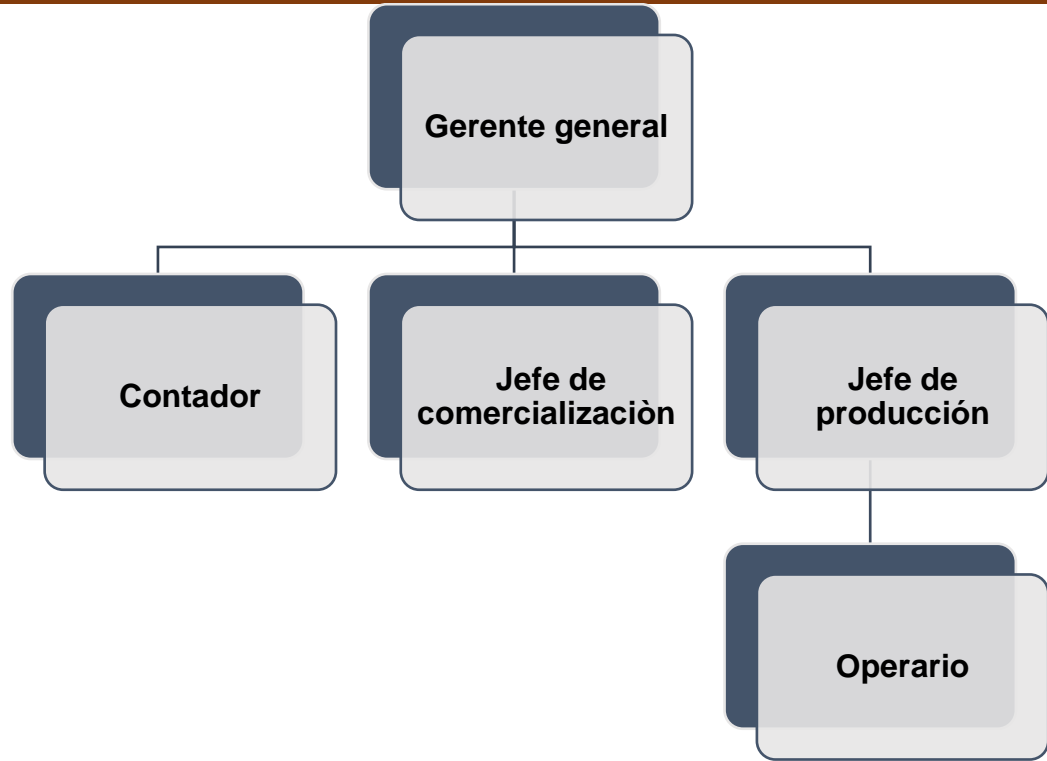 Gerente general
Contador
Jefe de
comercializaciòn
Jefe de
producción
Operario